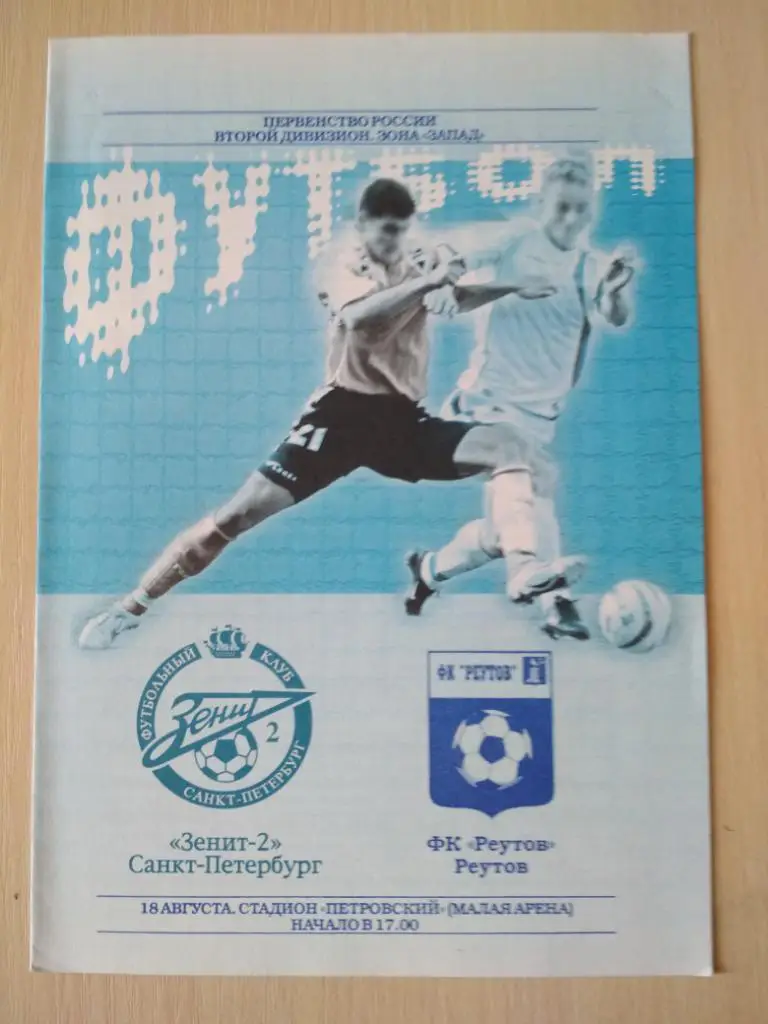 ПЕРВЕНСТВО РОССИИ
ВТОРОЙ ДИВИЗИОН. ЗОНА «ЗАПАД»
ФУТБОЛ
21
ФУТБОЛЬНЫЙ КЛУБ
Зенит
2
САНКТ-ПЕТЕРБУРГ
ФК "РЕУТОВ"
«Зенит-2»
Санкт-Петербург
ФК «Реутов»
Реутов
18 АВГУСТА. СТАДИОН «ПЕТРОВСКИЙ» (МАЛАЯ АРЕНА)
НАЧАЛО В 17.00